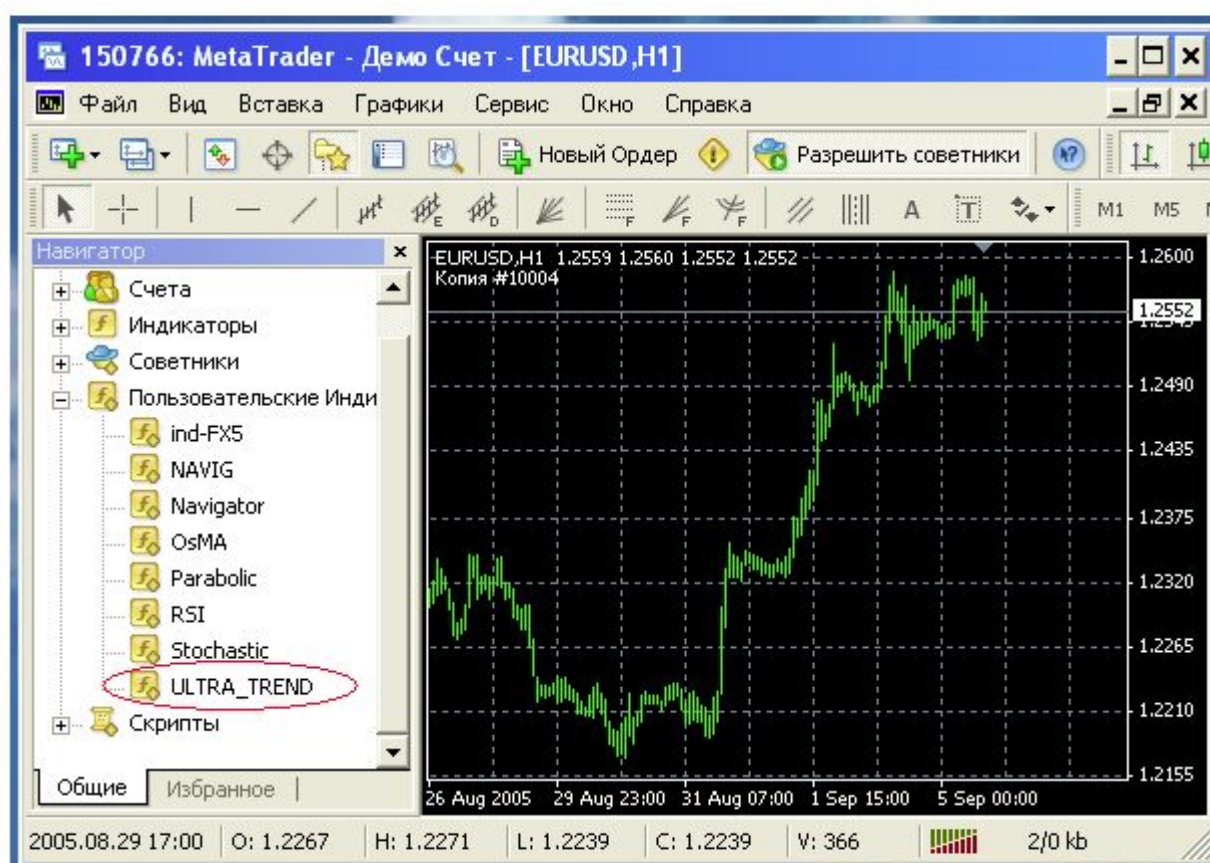 150766: MetaTrader - Демо Счет - [EURUSD,H1]
Файл Вид Вставка Графики Сервис Окно Справка
Новый Ордер Разрешить советники
E D F F F A T M1 M5
Навигатор
Счета
Индикаторы
Советники
Пользовательские Инди
ind-FX5
NAVIG
Navigator
OsMA
Parabolic
RSI
Stochastic
ULTRA_TREND
Скрипты
Общие Избранное
EURUSD,H1 1.2559 1.2560 1.2552 1.2552
Копия #10004
1.2600
1.2552
1.2545
1.2490
1.2435
1.2375
1.2320
1.2265
1.2210
1.2155
26 Aug 2005 29 Aug 23:00 31 Aug 07:00 1 Sep 15:00 5 Sep 00:00
2005.08.29 17:00 O: 1.2267 H: 1.2271 L: 1.2239 C: 1.2239 V: 366 2/0 kb